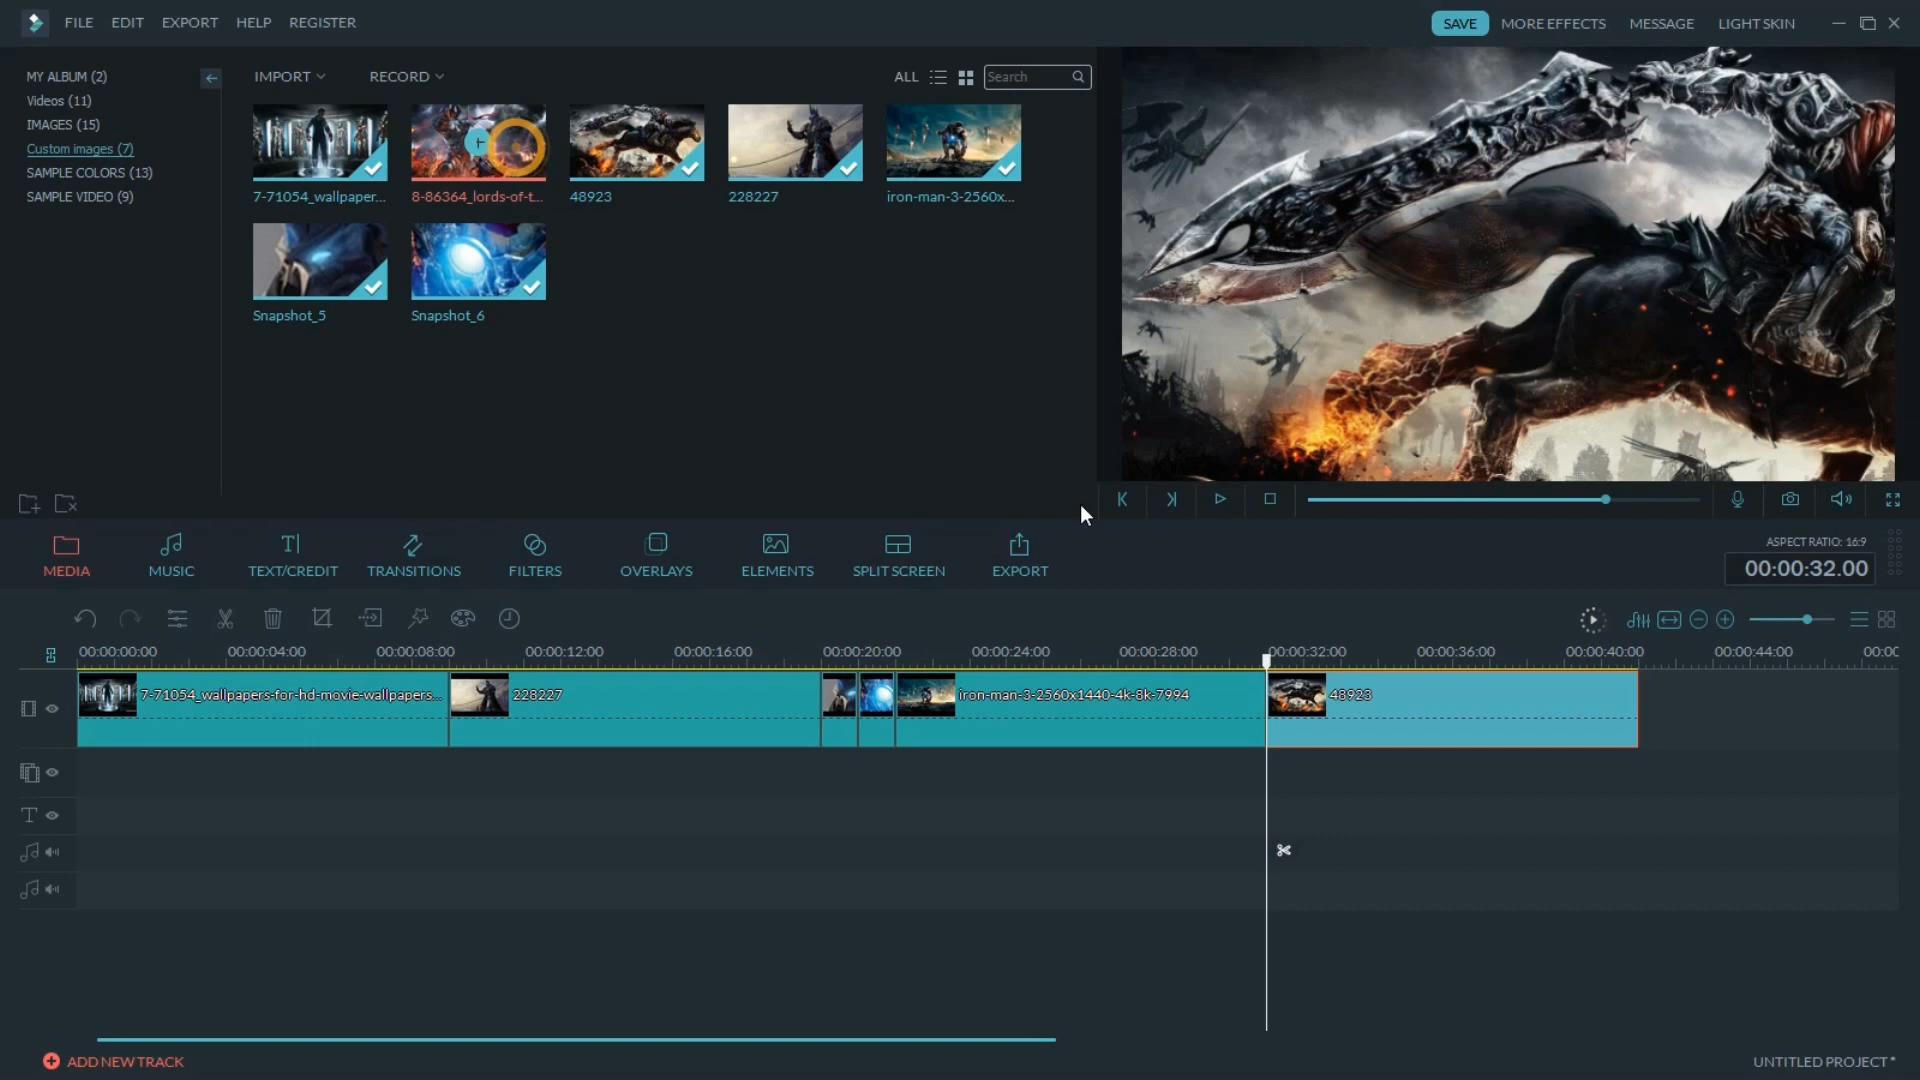 FILE EDIT EXPORT HELP REGISTER
SAVE MORE EFFECTS MESSAGE LIGHT SKIN
MY ALBUM (2)
Videos (11)
IMAGES (15)
Custom images (7)
SAMPLE COLORS (13)
SAMPLE VIDEO (9)
IMPORT RECORD ALL Search
7-71054_wallpaper... 8-86364_lords-of-t... 48923 228227 iron-man-3-2560x...
Snapshot_5 Snapshot_6
MEDIA MUSIC TEXT/CREDIT TRANSITIONS FILTERS OVERLAYS ELEMENTS SPLIT SCREEN EXPORT
ASPECT RATIO: 16:9
00:00:32.00
00:00:00:00 00:00:04:00 00:00:08:00 00:00:12:00 00:00:16:00 00:00:20:00 00:00:24:00 00:00:28:00 00:00:32:00 00:00:36:00 00:00:40:00 00:00:44:00 00:00
7-71054_wallpapers-for-hd-movie-wallpapers... 228227 iron-man-3-2560x1440-4k-8k-7994 48923
ADD NEW TRACK
UNTITLED PROJECT*